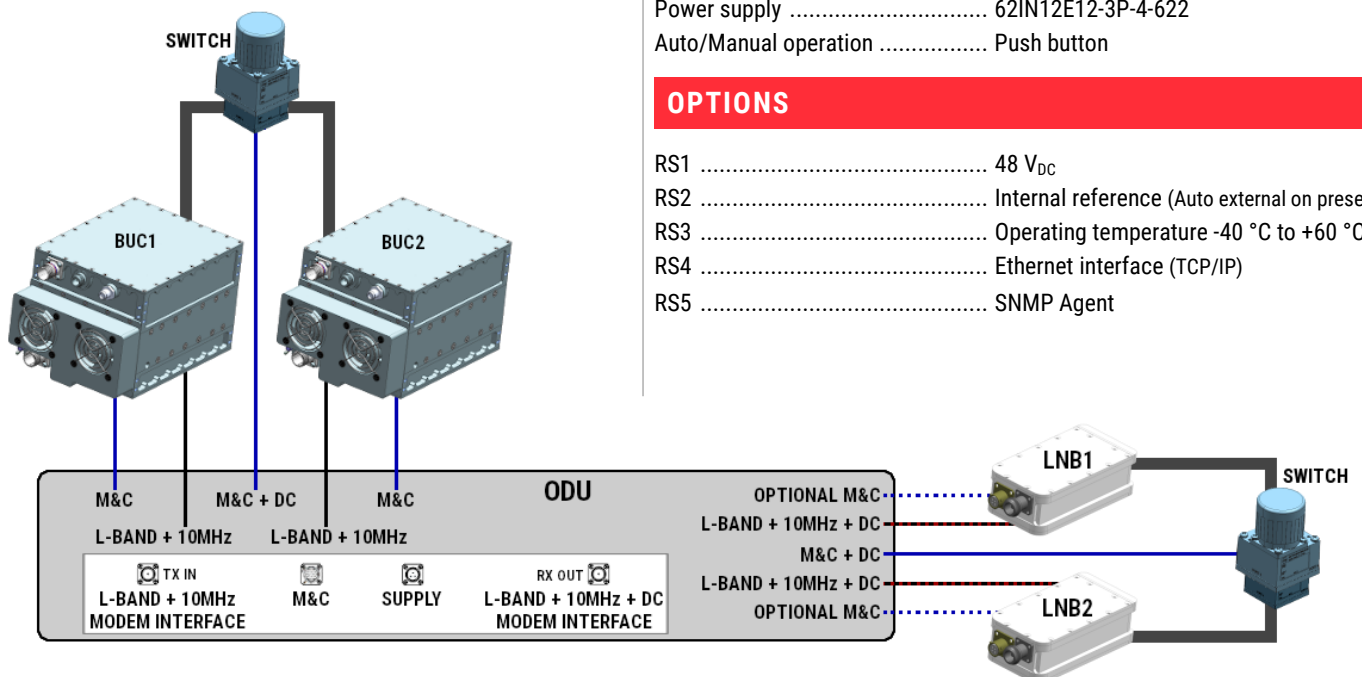 Power supply ............................... 62IN12E12-3P-4-622
Auto/Manual operation ................. Push button
OPTIONS
RS1 ............................................. 48 VDC
RS2 ............................................. Internal reference (Auto external on prese
RS3 ............................................. Operating temperature -40 °C to +60 °C
RS4 ............................................. Ethernet interface (TCP/IP)
RS5 ............................................. SNMP Agent
SWITCH
BUC1
BUC2
M&C
M&C + DC
M&C
ODU
L-BAND + 10MHz
L-BAND + 10MHz
TX IN
L-BAND + 10MHz
MODEM INTERFACE
M&C
SUPPLY
RX OUT
L-BAND + 10MHz + DC
MODEM INTERFACE
OPTIONAL M&C
L-BAND + 10MHz + DC
M&C + DC
L-BAND + 10MHz + DC
OPTIONAL M&C
LNB1
SWITCH
LNB2